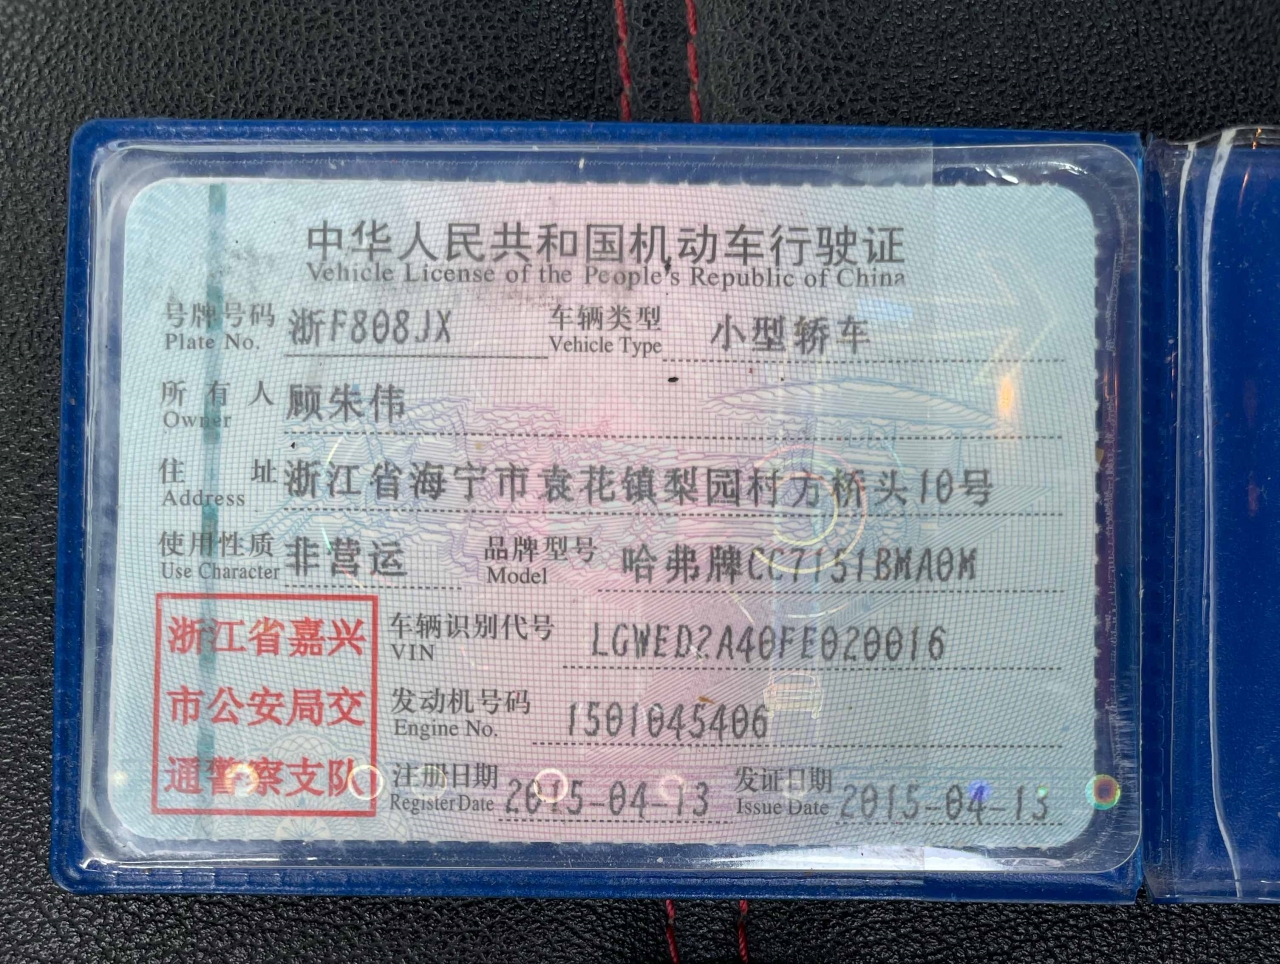 中华人民共和国机动车行驶证
Vehicle License of the People's Republic of China
号牌号码 浙F808JX 车辆类型 小型轿车
Plate No. Vehicle Type
所有人 顾朱伟
Owner
住址 浙江省海宁市袁花镇梨园村方桥头10号
Address
使用性质 非营运 品牌型号 哈弗牌CC7151BMA0M
Use Character Model
浙江省嘉兴
市公安局交
通警察支队
车辆识别代号 LGWED2A40FE020016
VIN
发动机号码 1501045406
Engine No.
注册日期 2015-04-13 发证日期 2015-04-13
Register Date Issue Date